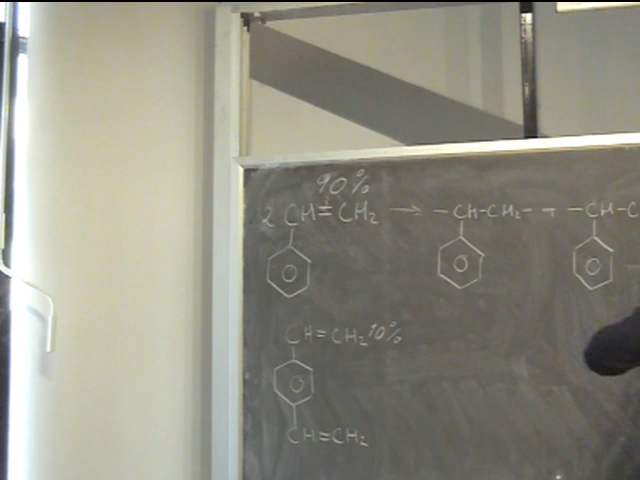 90%
2 CH=CH2 → -CH-CH2- + -CH-C
CH=CH2 10%
CH=CH2